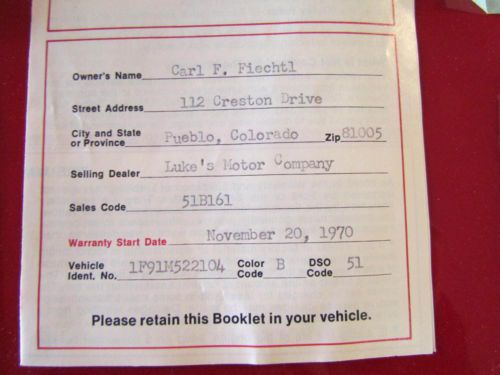 Owner's Name Carl F. Fiechtl
Street Address 112 Creston Drive
City and State
or Province Pueblo, Colorado Zip 81005
Selling Dealer Luke's Motor Company
Sales Code 51B161
Warranty Start Date November 20, 1970
Vehicle
Ident. No. 1F91M522104 Color
Code B DSO
Code 51
Please retain this Booklet in your vehicle.